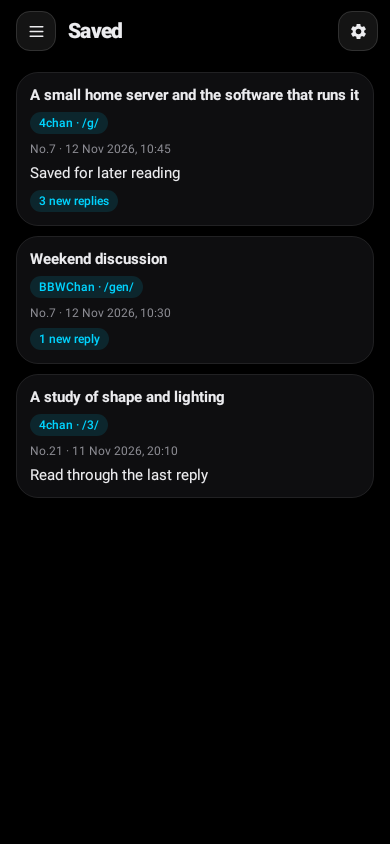 Saved
A small home server and the software that runs it
4chan · /g/
No.7 · 12 Nov 2026, 10:45
Saved for later reading
3 new replies
Weekend discussion
BBWChan · /gen/
No.7 · 12 Nov 2026, 10:30
1 new reply
A study of shape and lighting
4chan · /3/
No.21 · 11 Nov 2026, 20:10
Read through the last reply